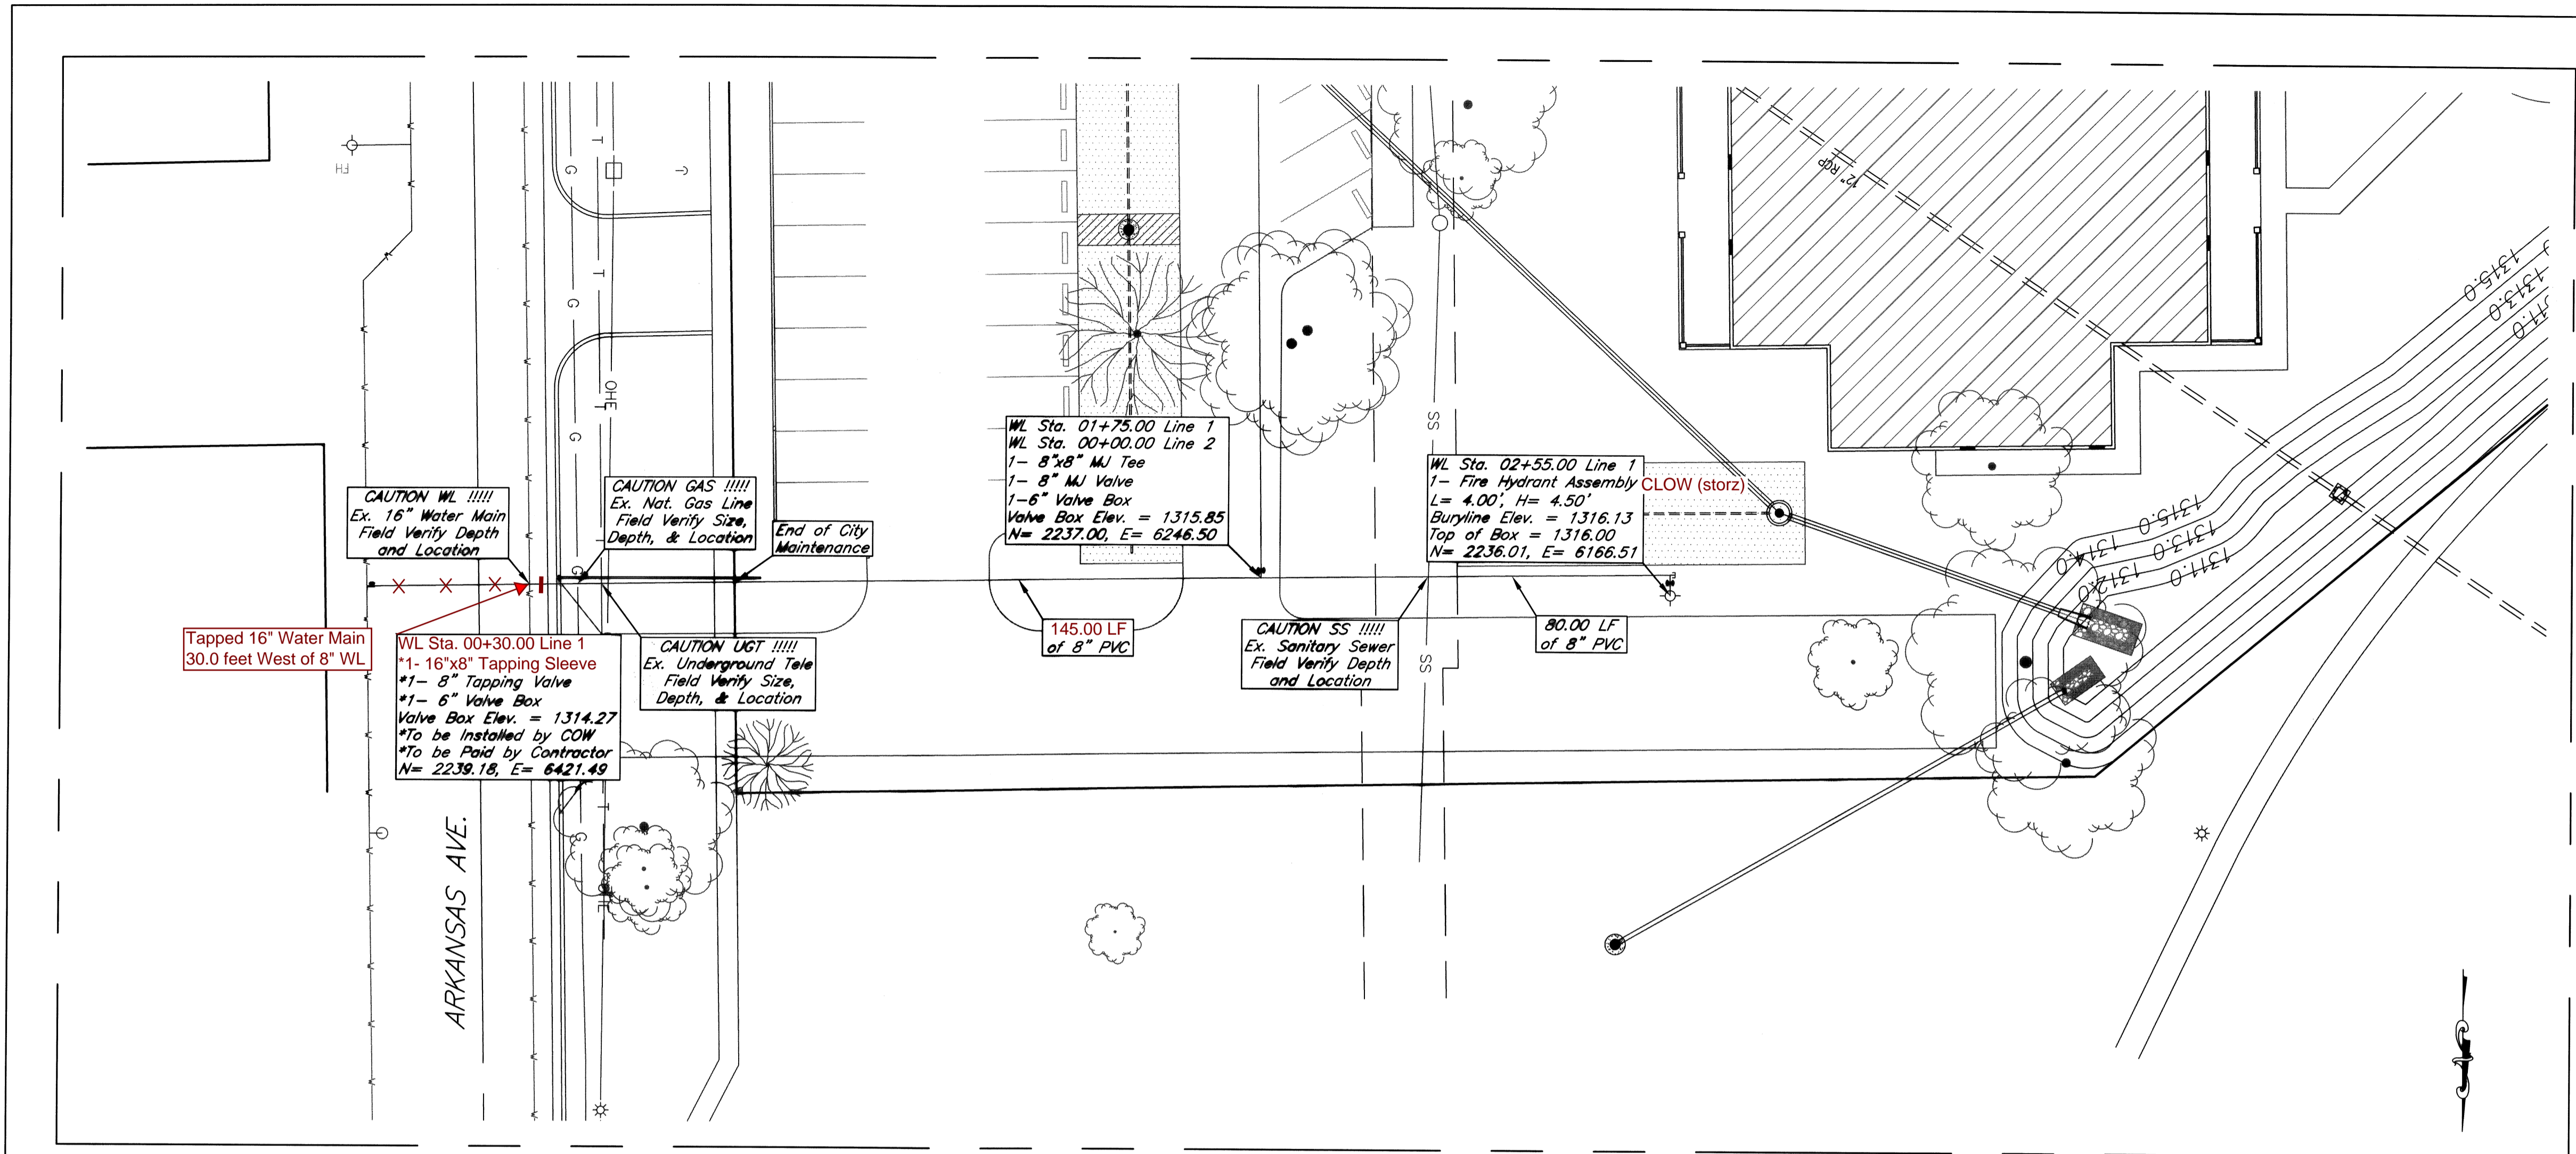 FH
T
G
T
T
G
G
G
OHE
T
12" RCP
1315.0
1313.0
11.0
SS
WL Sta. 01+75.00 Line 1
WL Sta. 00+00.00 Line 2
1- 8"x8" MJ Tee
1- 8" MJ Valve
1-6" Valve Box
Valve Box Elev. = 1315.85
N= 2237.00, E= 6246.50
WL Sta. 02+55.00 Line 1
1- Fire Hydrant Assembly
CLOW (storz)
L= 4.00', H= 4.50'
Buryline Elev. = 1316.13
Top of Box = 1316.00
N= 2236.01, E= 6166.51
CAUTION WL !!!!!
Ex. 16" Water Main
Field Verify Depth
and Location
CAUTION GAS !!!!!
Ex. Nat. Gas Line
Field Verify Size,
Depth, & Location
End of City
Maintenance
1315.0
1314.0
1313.0
1312.0
1311.0
G
Tapped 16" Water Main
30.0 feet West of 8" WL
WL Sta. 00+30.00 Line 1
*1- 16"x8" Tapping Sleeve
*1- 8" Tapping Valve
*1- 6" Valve Box
Valve Box Elev. = 1314.27
*To be Installed by COW
*To be Paid by Contractor
N= 2239.18, E= 6421.49
CAUTION UGT !!!!!
Ex. Underground Tele
Field Verify Size,
Depth, & Location
145.00 LF
of 8" PVC
CAUTION SS !!!!!
Ex. Sanitary Sewer
Field Verify Depth
and Location
80.00 LF
of 8" PVC
SS
T
G
ARKANSAS AVE.